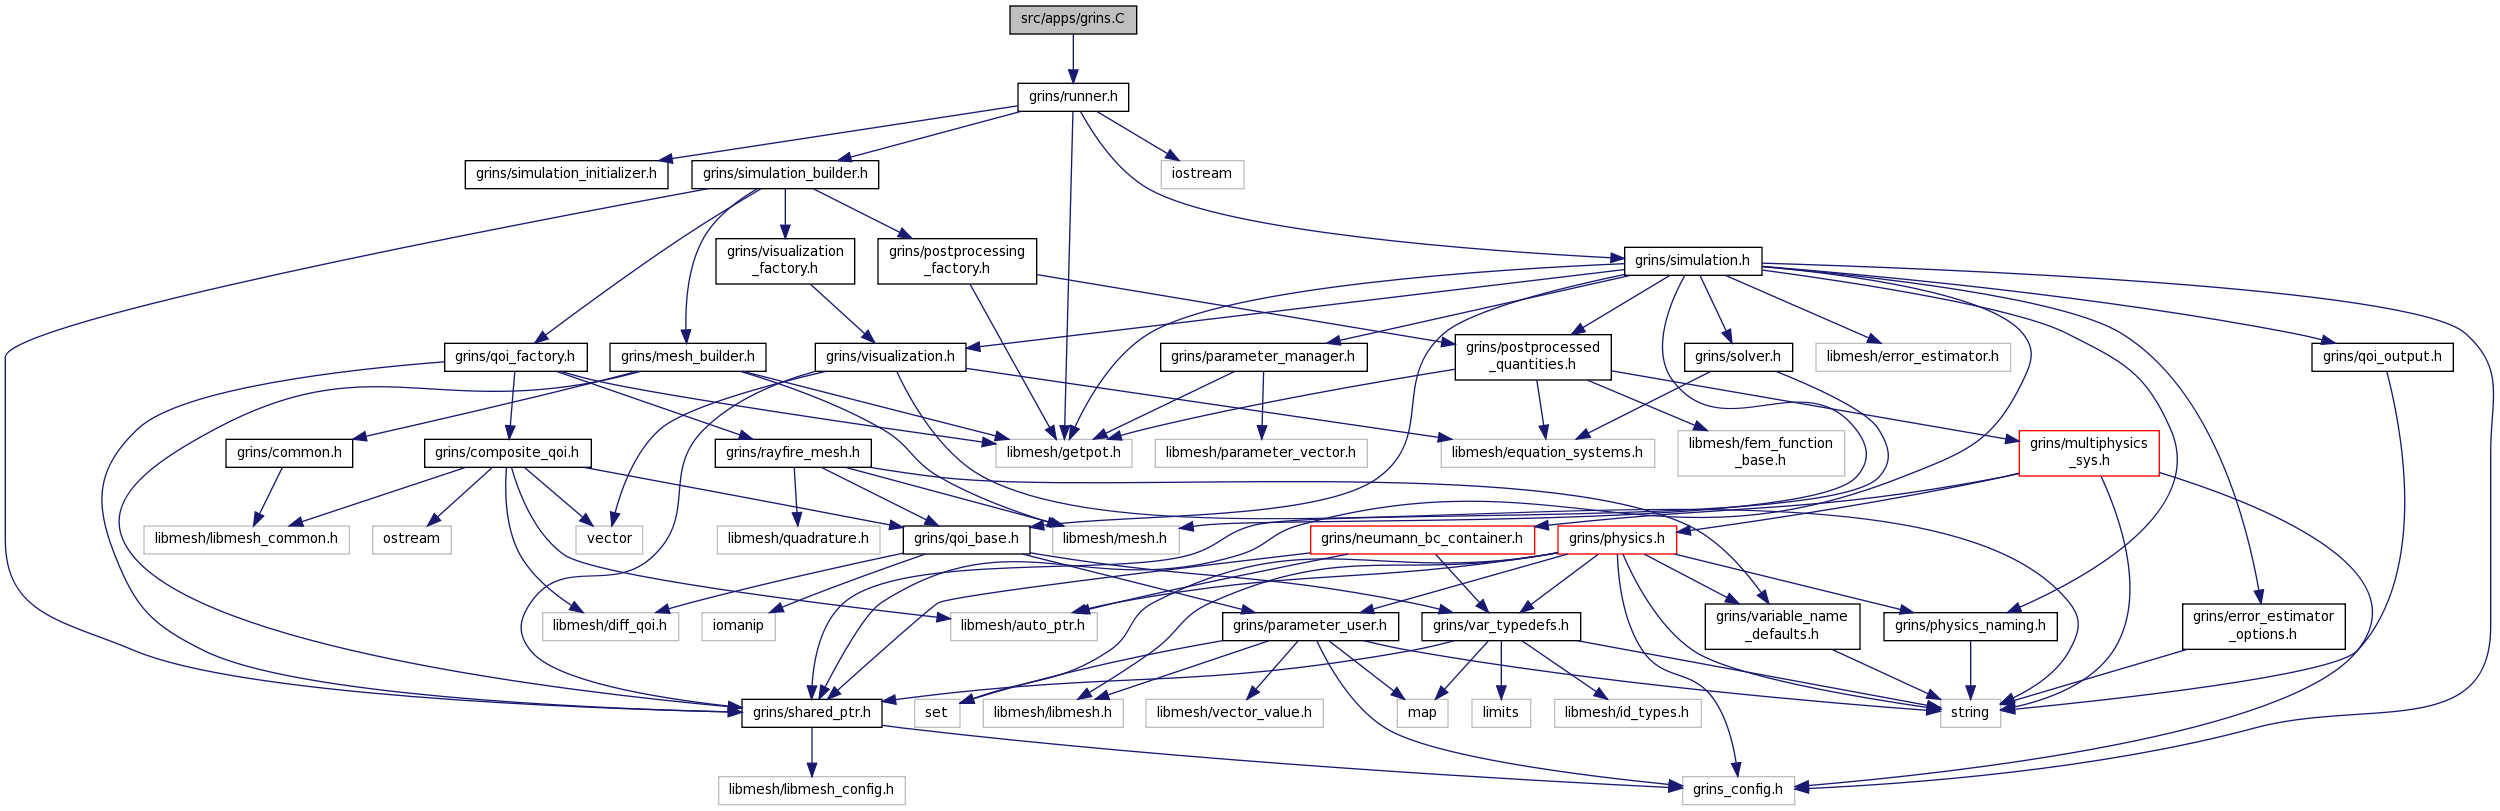 src/apps/grins.C
grins/runner.h
grins/simulation_initializer.h
grins/simulation_builder.h
iostream
grins/visualization
_factory.h
grins/postprocessing
_factory.h
grins/simulation.h
grins/qoi_factory.h
grins/mesh_builder.h
grins/visualization.h
grins/parameter_manager.h
grins/postprocessed
_quantities.h
grins/solver.h
libmesh/error_estimator.h
grins/qoi_output.h
grins/common.h
grins/composite_qoi.h
grins/rayfire_mesh.h
libmesh/getpot.h
libmesh/parameter_vector.h
libmesh/equation_systems.h
libmesh/fem_function
_base.h
grins/multiphysics
_sys.h
libmesh/libmesh_common.h
ostream
vector
libmesh/quadrature.h
grins/qoi_base.h
libmesh/mesh.h
grins/neumann_bc_container.h
grins/physics.h
libmesh/diff_qoi.h
iomanip
libmesh/auto_ptr.h
grins/parameter_user.h
grins/var_typedefs.h
grins/variable_name
_defaults.h
grins/physics_naming.h
grins/error_estimator
_options.h
grins/shared_ptr.h
set
libmesh/libmesh.h
libmesh/vector_value.h
map
limits
libmesh/id_types.h
string
libmesh/libmesh_config.h
grins_config.h